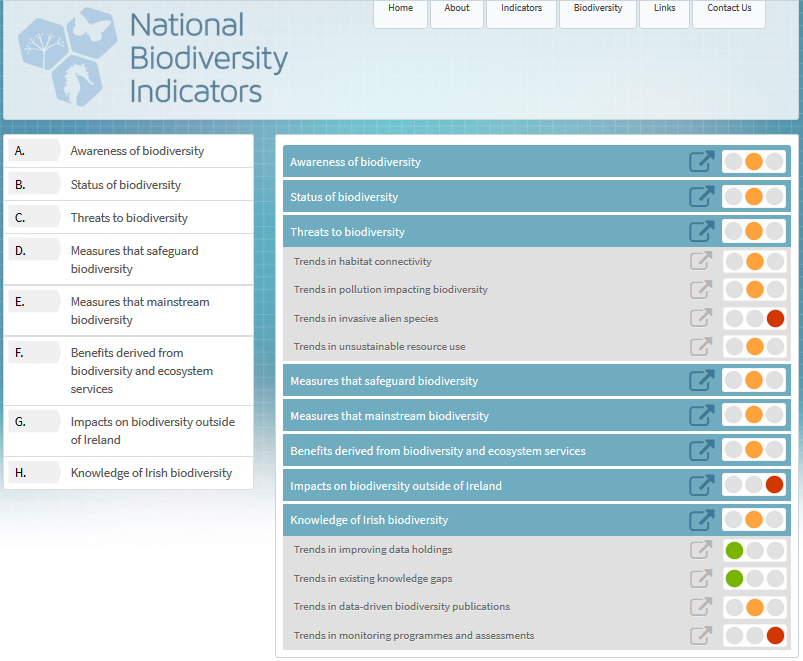 National
Biodiversity
Indicators
Home
About
Indicators
Biodiversity
Links
Contact Us
A. Awareness of biodiversity
B. Status of biodiversity
C. Threats to biodiversity
D. Measures that safeguard
biodiversity
E. Measures that mainstream
biodiversity
F. Benefits derived from
biodiversity and ecosystem
services
G. Impacts on biodiversity outside
of Ireland
H. Knowledge of Irish biodiversity
Awareness of biodiversity
Status of biodiversity
Threats to biodiversity
Trends in habitat connectivity
Trends in pollution impacting biodiversity
Trends in invasive alien species
Trends in unsustainable resource use
Measures that safeguard biodiversity
Measures that mainstream biodiversity
Benefits derived from biodiversity and ecosystem services
Impacts on biodiversity outside of Ireland
Knowledge of Irish biodiversity
Trends in improving data holdings
Trends in existing knowledge gaps
Trends in data-driven biodiversity publications
Trends in monitoring programmes and assessments